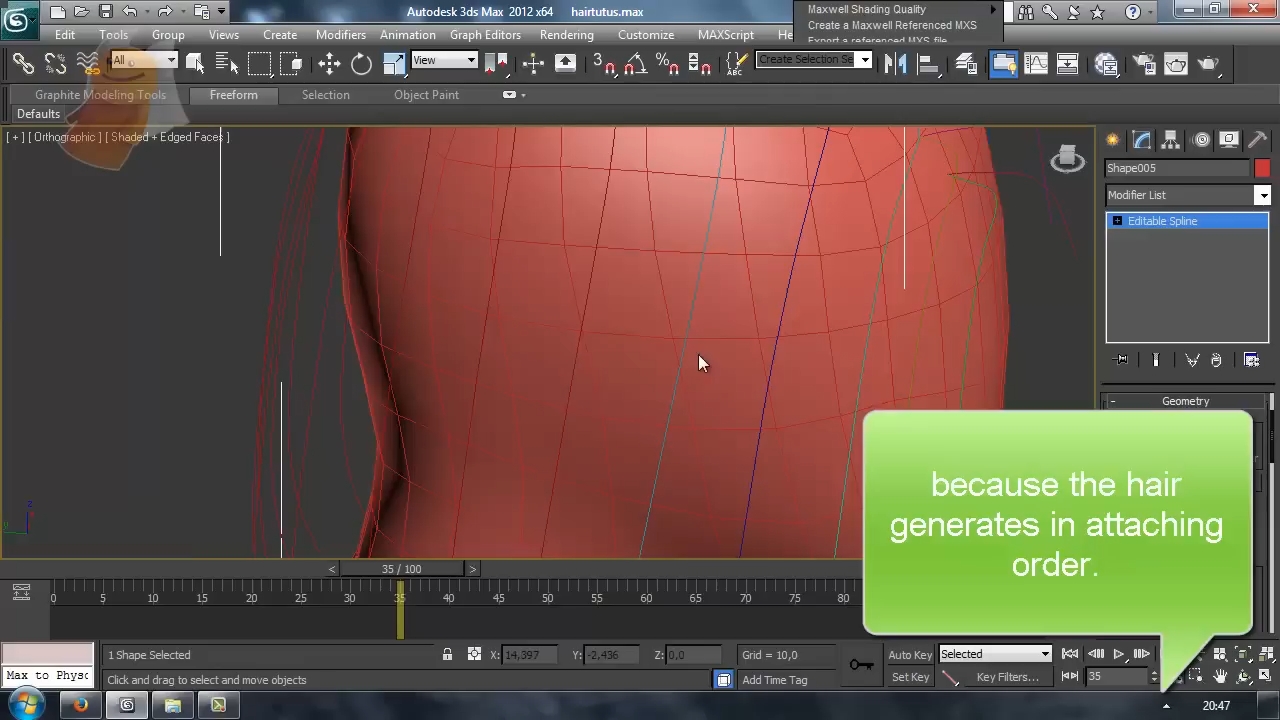 Autodesk 3ds Max 2012 x64 hairtutus.max
Maxwell Shading Quality
Create a Maxwell Referenced MXS
Export a referenced MXS file
Edit Tools Group Views Create Modifiers Animation Graph Editors Rendering Customize MAXScript Help
All
View
3
Create Selection Se
Graphite Modeling Tools Freeform Selection Object Paint
Defaults
[ + ] [ Orthographic ] [ Shaded + Edged Faces ]
Shape005
Modifier List
Editable Spline
Geometry
because the hair
generates in attaching
order.
z
y
< 35 / 100 >
0 5 10 15 20 25 30 35 40 45 50 55 60 65 70 75 80
1 Shape Selected X: 14,397 Y: -2,436 Z: 0,0 Grid = 10,0 Auto Key Selected
Max to Phys:
Click and drag to select and move objects Add Time Tag Set Key Key Filters... 35
20:47